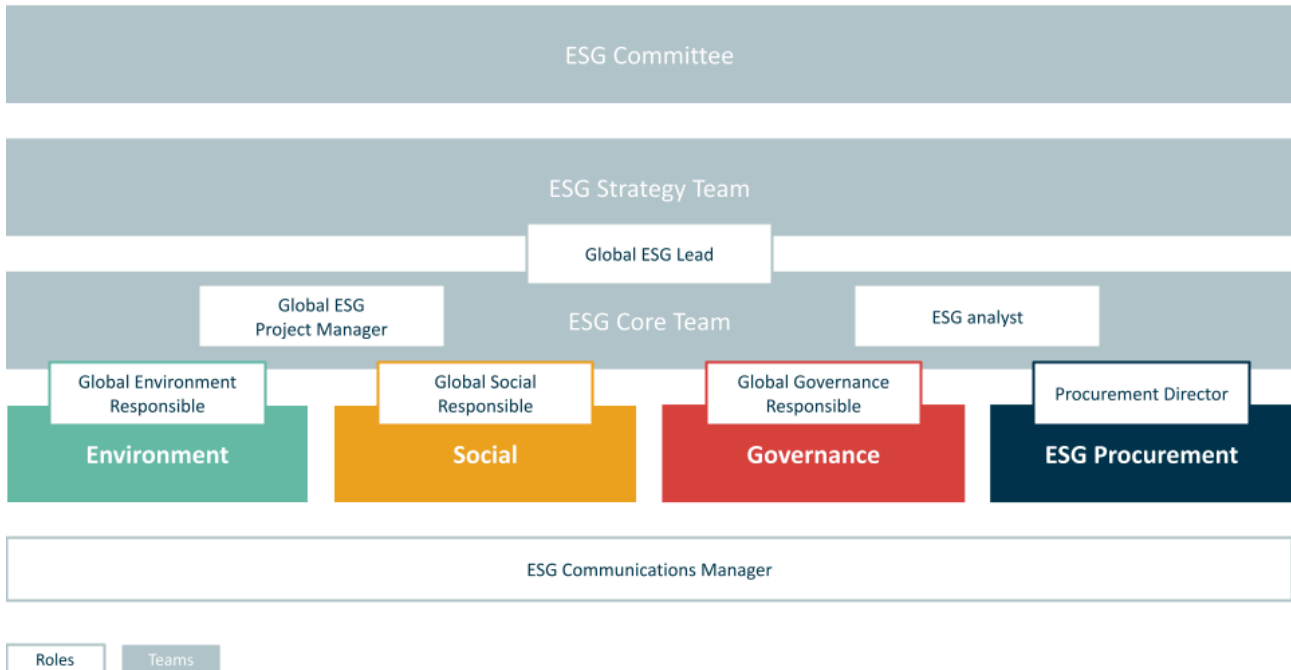 ESG Committee
ESG Strategy Team
Global ESG Lead
Global ESG
Project Manager
ESG Core Team
ESG analyst
Global Environment
Responsible
Global Social
Responsible
Global Governance
Responsible
Procurement Director
Environment
Social
Governance
ESG Procurement
ESG Communications Manager
Roles
Teams